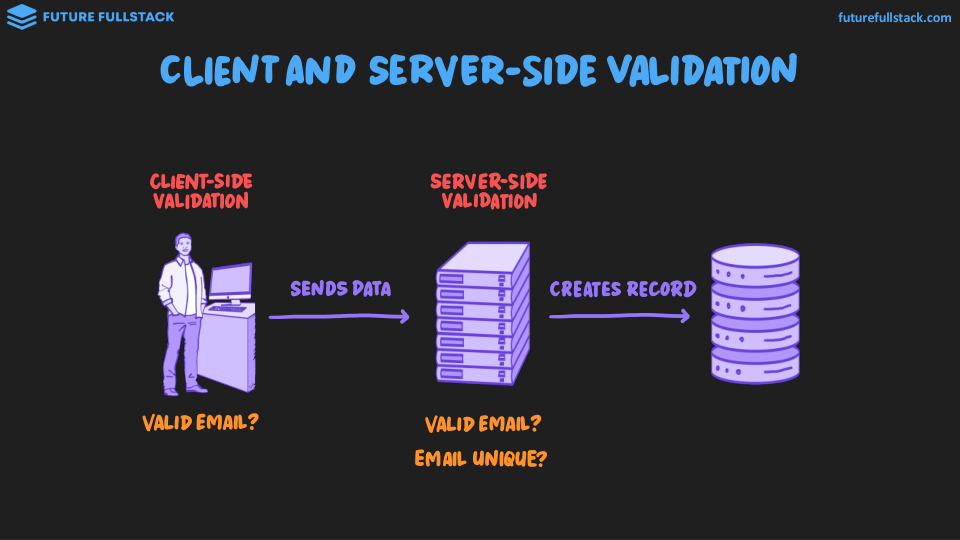 FUTURE FULLSTACK
futurefullstack.com
CLIENT AND SERVER-SIDE VALIDATION
CLIENT-SIDE
VALIDATION
SERVER-SIDE
VALIDATION
SENDS DATA
CREATES RECORD
VALID EMAIL?
VALID EMAIL?
EMAIL UNIQUE?